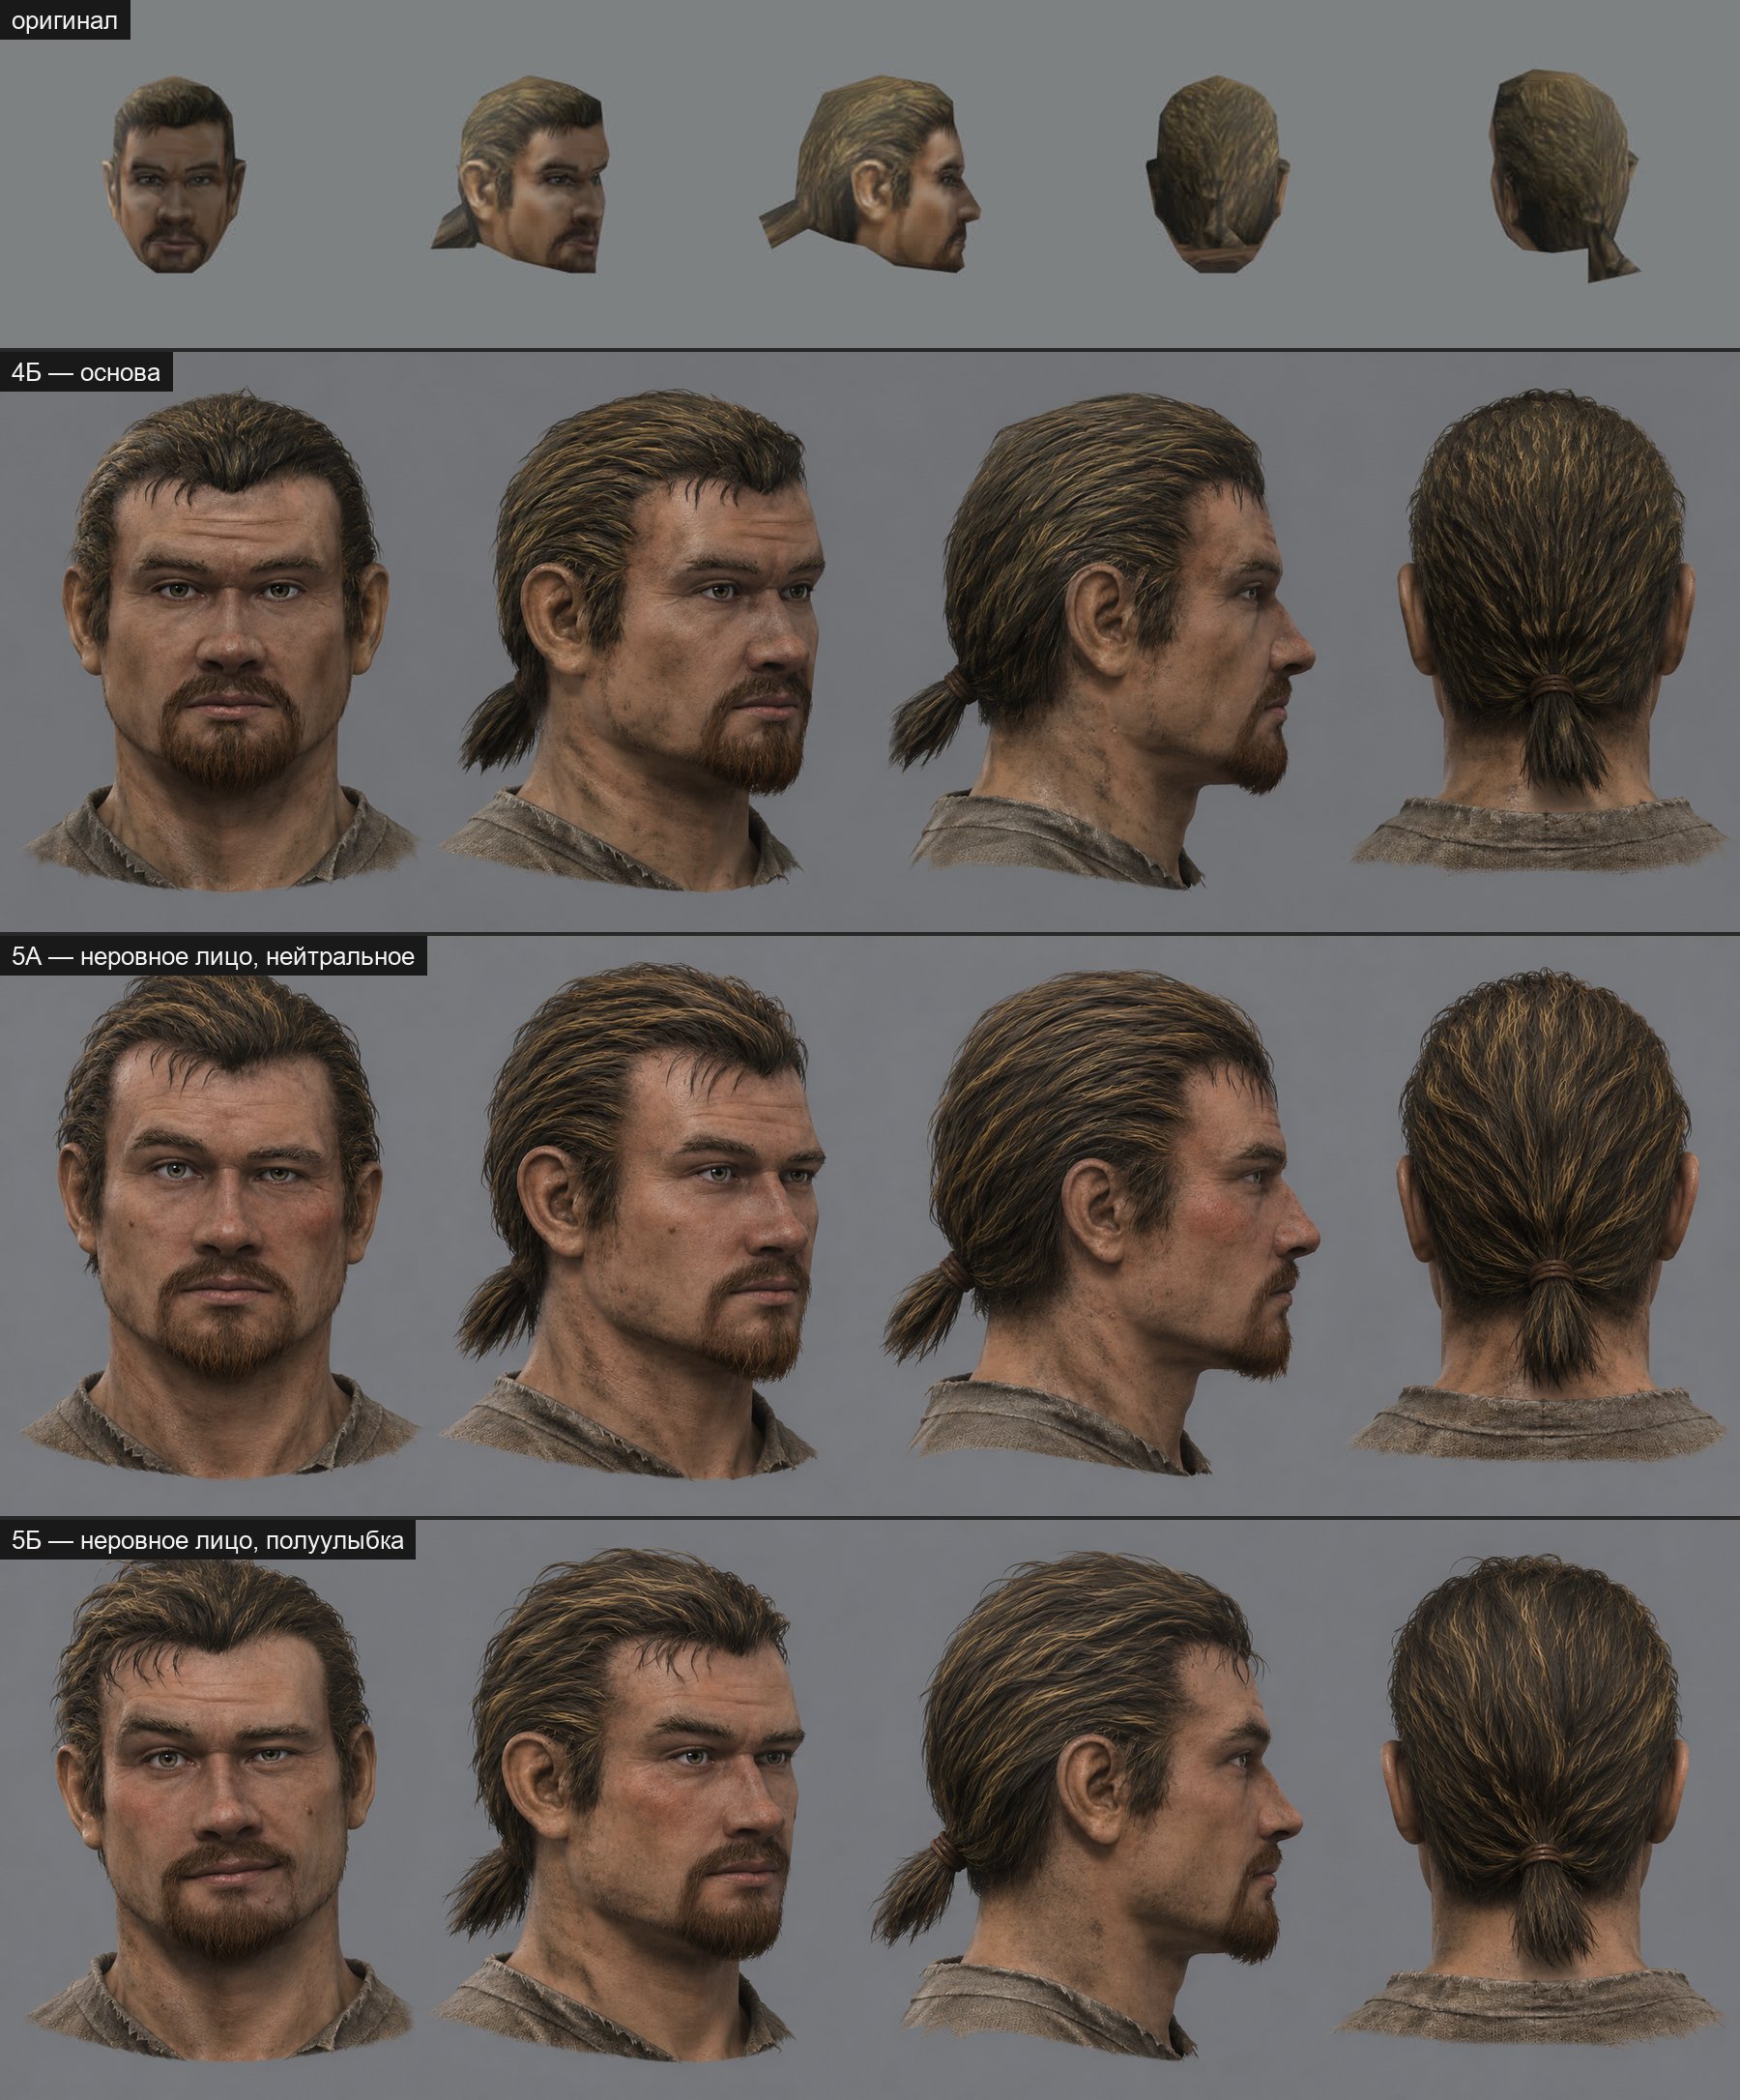 оригинал
4Б — основа
5А — неровное лицо, нейтральное
5Б — неровное лицо, полуулыбка